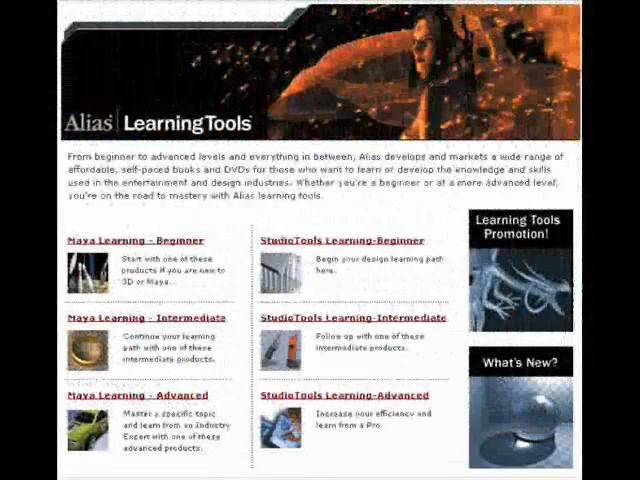 Alias LearningTools
From beginner to advanced levels and everything in between, Alias develops and markets a wide range of
affordable, self-paced books and DVDs for those who want to learn or develop the knowledge and skills
used in the entertainment and design industries. Whether you're a beginner or at a more advanced level,
you're on the road to mastery with Alias learning tools.
Maya Learning - Beginner
Start with one of these
products if you are new to
3D or Maya.
Maya Learning - Intermediate
Continue your learning
path with one of these
intermediate products.
Maya Learning - Advanced
Master a specific topic
and learn from an Industry
Expert with one of these
advanced products.
StudioTools Learning-Beginner
Begin your design learning path
here.
StudioTools Learning-Intermediate
Follow up with one of these
intermediate products.
StudioTools Learning-Advanced
Increase your efficiency and
learn from a Pro.
Learning Tools
Promotion!
What's New?